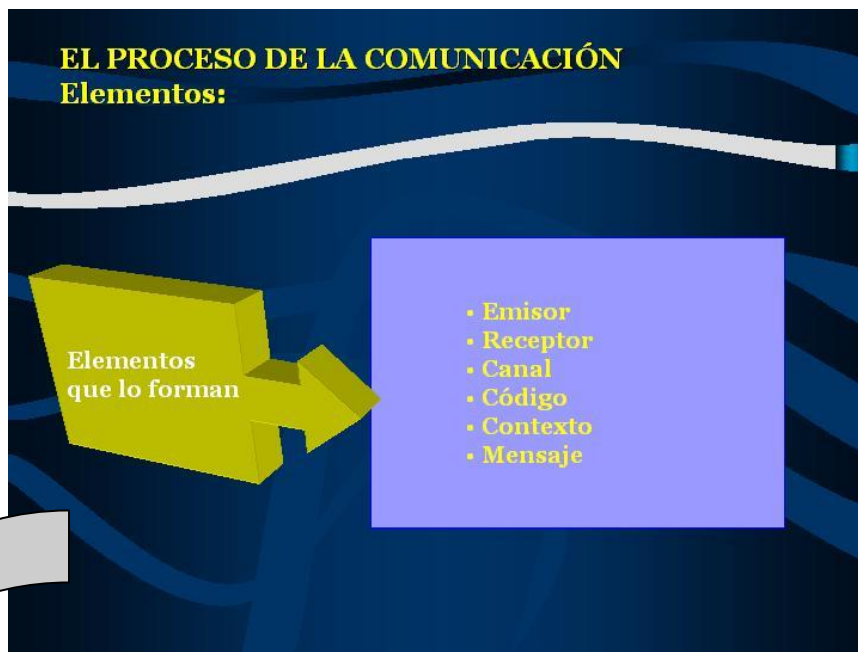 EL PROCESO DE LA COMUNICACIÓN
Elementos:
Elementos
que lo forman
· Emisor
· Receptor
· Canal
· Código
· Contexto
· Mensaje